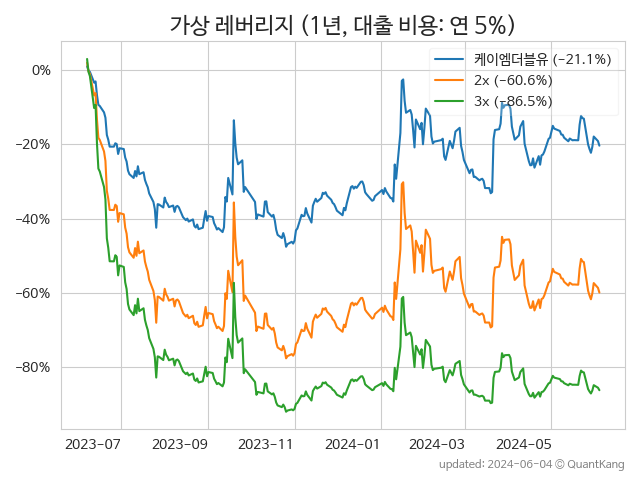 가상 레버리지 (1년, 대출 비용: 연 5%)
케이엠더블유 (−21.1%)
2x (−60.6%)
3x (−86.5%)
0%
−20%
−40%
−60%
−80%
2023-07 2023-09 2023-11 2024-01 2024-03 2024-05
updated: 2024-06-04 © QuantKang